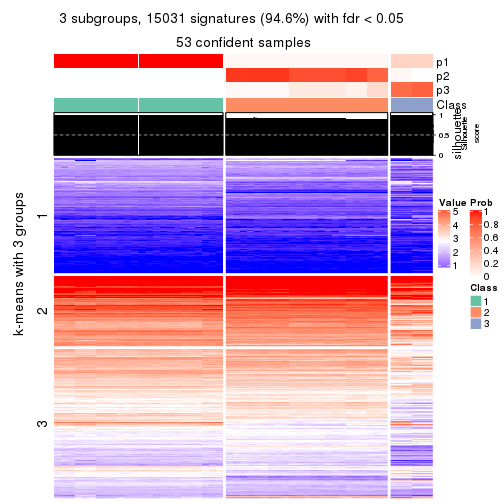 3 subgroups, 15031 signatures (94.6%) with fdr < 0.05
53 confident samples
p1
p2
p3
Class
1
0.5
0
silhouette
Silhouette
score
k-means with 3 groups
1
2
3
Value
5
4
3
2
1
Prob
1
0.8
0.6
0.4
0.2
0
Class
1
2
3